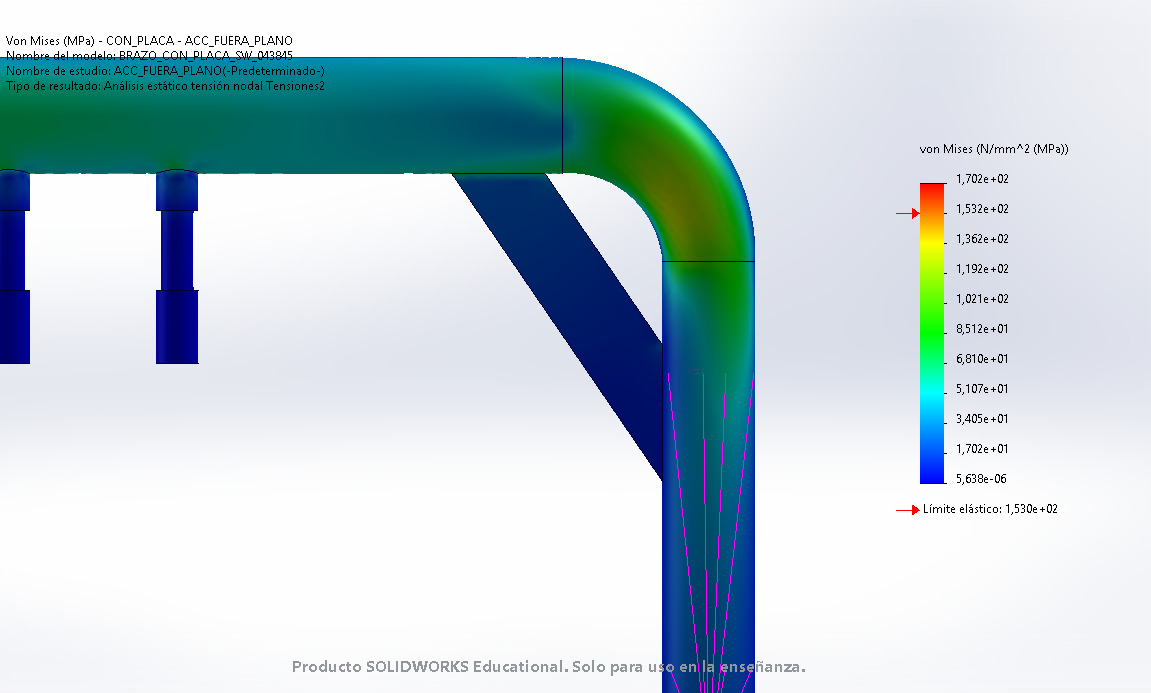 Von Mises (MPa) - CON_PLACA - ACC_FUERA_PLANO
Nombre del modelo: BRAZO_CON_PLACA_SW_043845
Nombre de estudio: ACC_FUERA_PLANO(-Predeterminado-)
Tipo de resultado: Análisis estático tensión nodal Tensiones2
von Mises (N/mm^2 (MPa))
1,702e+02
1,532e+02
1,362e+02
1,192e+02
1,021e+02
8,512e+01
6,810e+01
5,107e+01
3,405e+01
1,702e+01
5,638e-06
Límite elástico: 1,530e+02
Producto SOLIDWORKS Educational. Solo para uso en la enseñanza.